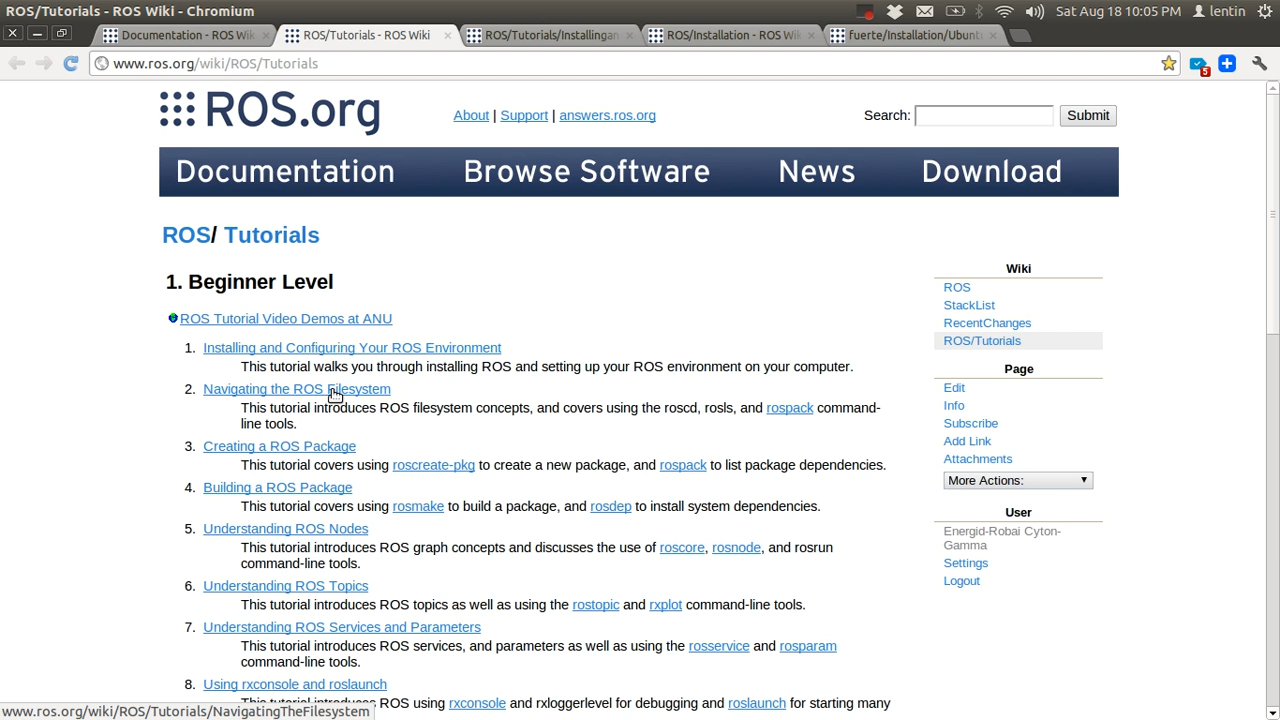 ROS/Tutorials - ROS Wiki - Chromium
Sat Aug 18 10:05 PM
lentin
Documentation - ROS Wik
ROS/Tutorials - ROS Wiki
ROS/Tutorials/Installingan
ROS/Installation - ROS Wik
fuerte/Installation/Ubunt
www.ros.org/wiki/ROS/Tutorials
5
ROS.org
About | Support | answers.ros.org
Search:
Submit
Documentation
Browse Software
News
Download
ROS/ Tutorials
1. Beginner Level
ROS Tutorial Video Demos at ANU
1. Installing and Configuring Your ROS Environment
This tutorial walks you through installing ROS and setting up your ROS environment on your computer.
2. Navigating the ROS Filesystem
This tutorial introduces ROS filesystem concepts, and covers using the roscd, rosls, and rospack command-
line tools.
3. Creating a ROS Package
This tutorial covers using roscreate-pkg to create a new package, and rospack to list package dependencies.
4. Building a ROS Package
This tutorial covers using rosmake to build a package, and rosdep to install system dependencies.
5. Understanding ROS Nodes
This tutorial introduces ROS graph concepts and discusses the use of roscore, rosnode, and rosrun
command-line tools.
6. Understanding ROS Topics
This tutorial introduces ROS topics as well as using the rostopic and rxplot command-line tools.
7. Understanding ROS Services and Parameters
This tutorial introduces ROS services, and parameters as well as using the rosservice and rosparam
command-line tools.
8. Using rxconsole and roslaunch
This tutorial introduces ROS using rxconsole and rxloggerlevel for debugging and roslaunch for starting many
Wiki
ROS
StackList
RecentChanges
ROS/Tutorials
Page
Edit
Info
Subscribe
Add Link
Attachments
More Actions:
User
Energid-Robai Cyton-
Gamma
Settings
Logout
www.ros.org/wiki/ROS/Tutorials/NavigatingTheFilesystem